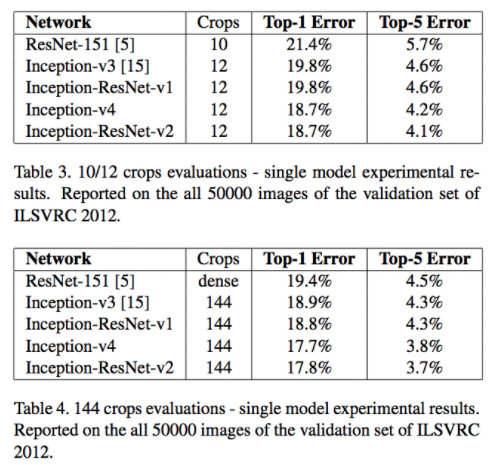 Network Crops Top-1 Error Top-5 Error
ResNet-151 [5] 10 21.4% 5.7%
Inception-v3 [15] 12 19.8% 4.6%
Inception-ResNet-v1 12 19.8% 4.6%
Inception-v4 12 18.7% 4.2%
Inception-ResNet-v2 12 18.7% 4.1%
Table 3. 10/12 crops evaluations - single model experimental re-
sults. Reported on the all 50000 images of the validation set of
ILSVRC 2012.
Network Crops Top-1 Error Top-5 Error
ResNet-151 [5] dense 19.4% 4.5%
Inception-v3 [15] 144 18.9% 4.3%
Inception-ResNet-v1 144 18.8% 4.3%
Inception-v4 144 17.7% 3.8%
Inception-ResNet-v2 144 17.8% 3.7%
Table 4. 144 crops evaluations - single model experimental results.
Reported on the all 50000 images of the validation set of ILSVRC
2012.